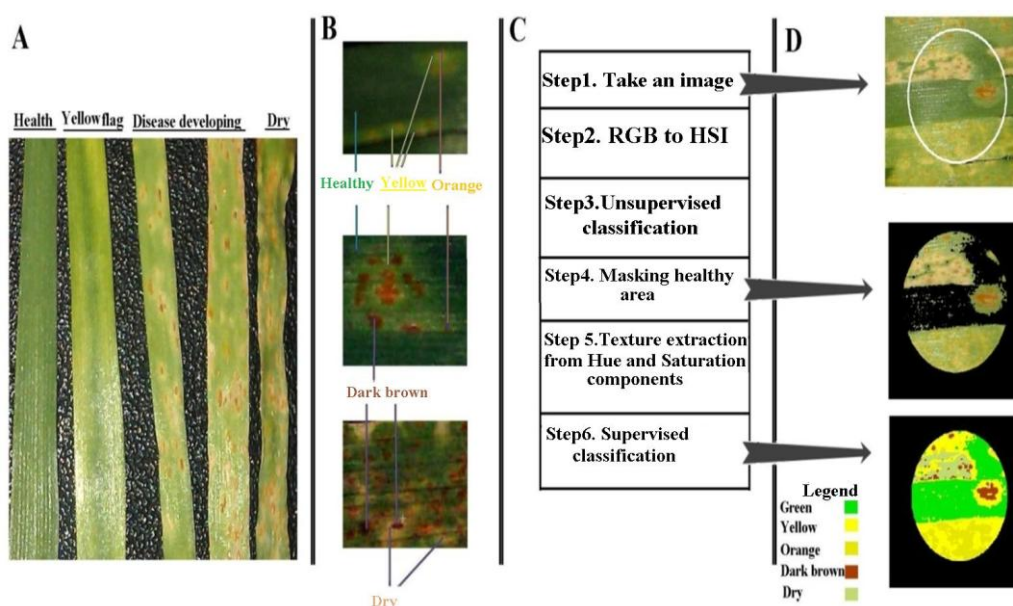 A
Health Yellow flag Disease developing Dry
B
Healthy Yellow Orange
Dark brown
Dry
C
Step1. Take an image
Step2. RGB to HSI
Step3.Unsupervised
classification
Step4. Masking healthy
area
Step 5.Texture extraction
from Hue and Saturation
components
Step6. Supervised
classification
D
Legend
Green
Yellow
Orange
Dark brown
Dry